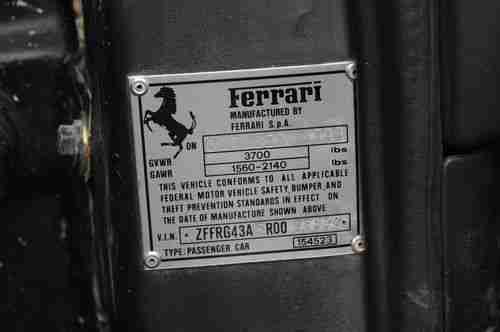 Ferrari
MANUFACTURED BY
FERRARI S.p.A.
ON
GVWR 3700 lbs
GAWR 1560-2140 lbs
THIS VEHICLE CONFORMS TO ALL APPLICABLE
FEDERAL MOTOR VEHICLE SAFETY, BUMPER, AND
THEFT PREVENTION STANDARDS IN EFFECT ON
THE DATE OF MANUFACTURE SHOWN ABOVE
V.I.N. * ZFFRG43A R00
TYPE: PASSENGER CAR 154523